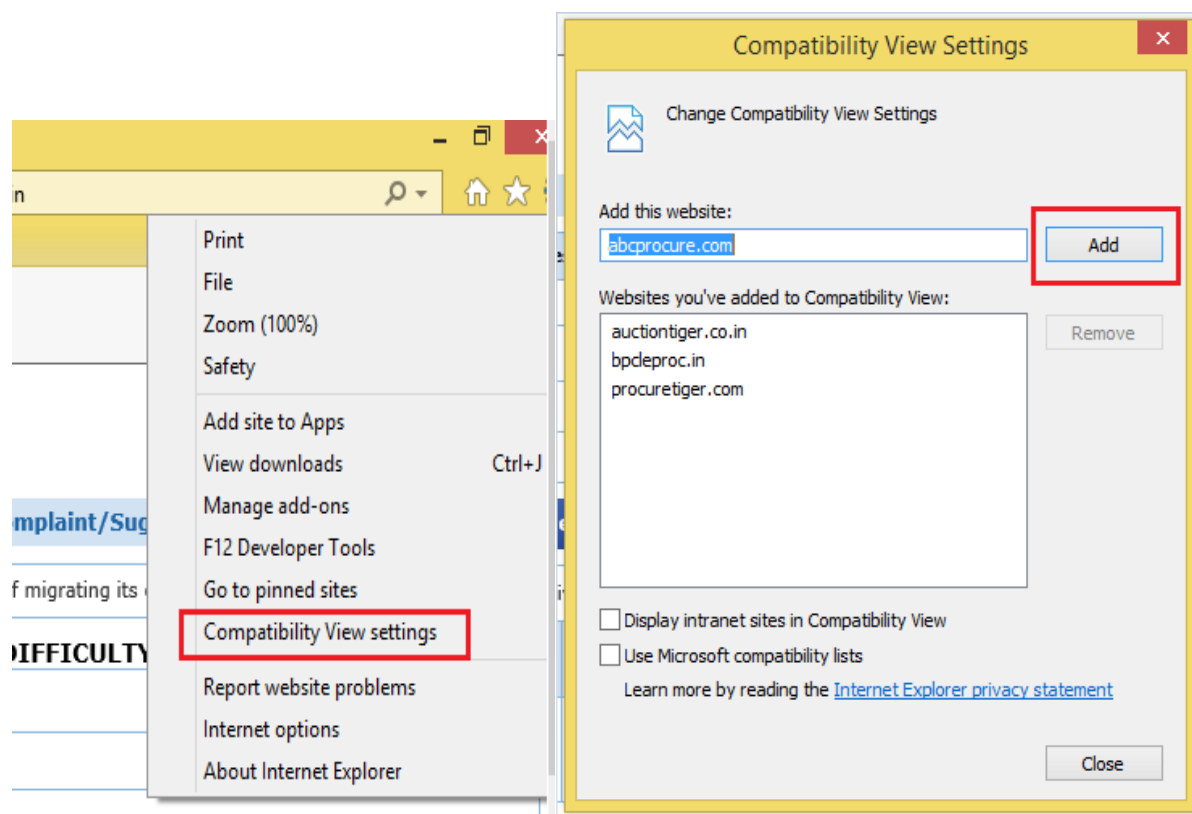 in
Print
File
Zoom (100%)
Safety
Add site to Apps
View downloads Ctrl+J
Manage add-ons
F12 Developer Tools
Go to pinned sites
Compatibility View settings
Report website problems
Internet options
About Internet Explorer
omplaint/Sug
f migrating its
DIFFICULTY
Compatibility View Settings
Change Compatibility View Settings
Add this website:
abcprocure.com
Add
Websites you've added to Compatibility View:
auctiontiger.co.in
bpcleproc.in
procuretiger.com
Remove
Display intranet sites in Compatibility View
Use Microsoft compatibility lists
Learn more by reading the Internet Explorer privacy statement
Close